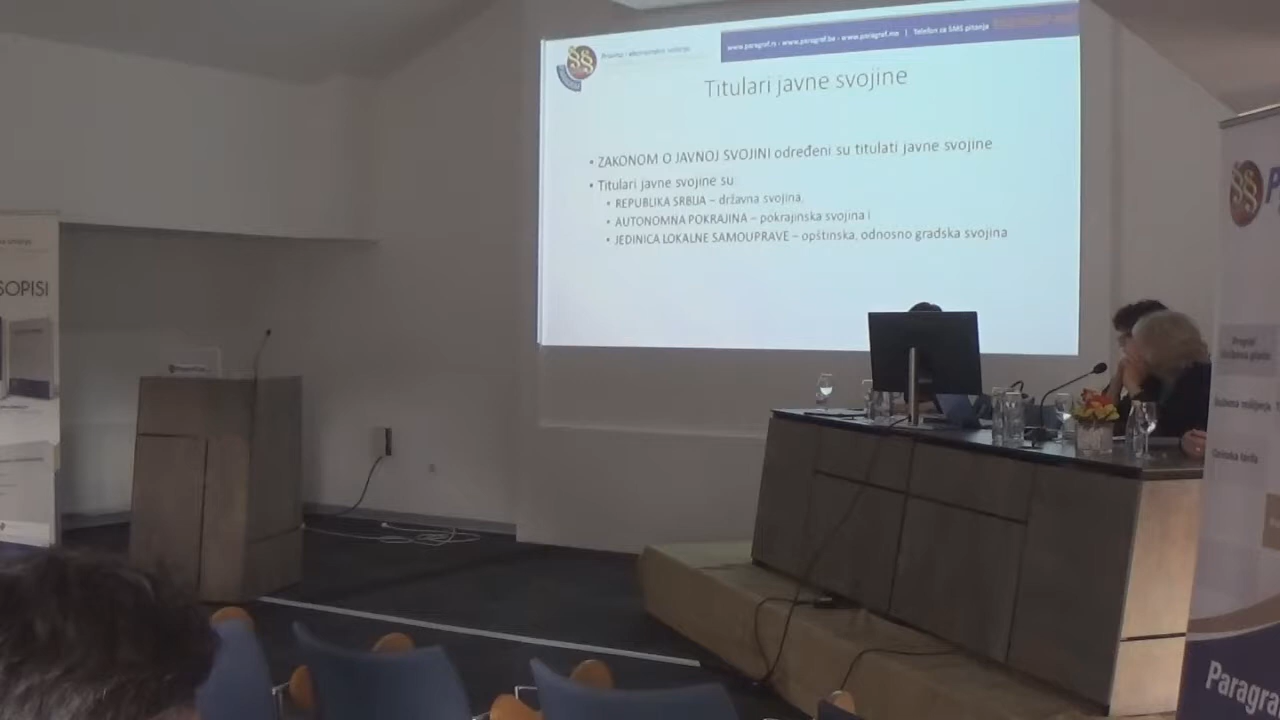 www.paragraf.rs - www.paragraf.ba - www.paragraf.me | Telefon za SMS pitanja
Titulari javne svojine
• ZAKONOM O JAVNOJ SVOJINI određeni su titulati javne svojine
• Titulari javne svojine su
• REPUBLIKA SRBIJA – državna svojina,
• AUTONOMNA POKRAJINA – pokrajinska svojina i
• JEDINICA LOKALNE SAMOUPRAVE – opštinska, odnosno gradska svojina
SOPISI
§§
P
Paragra